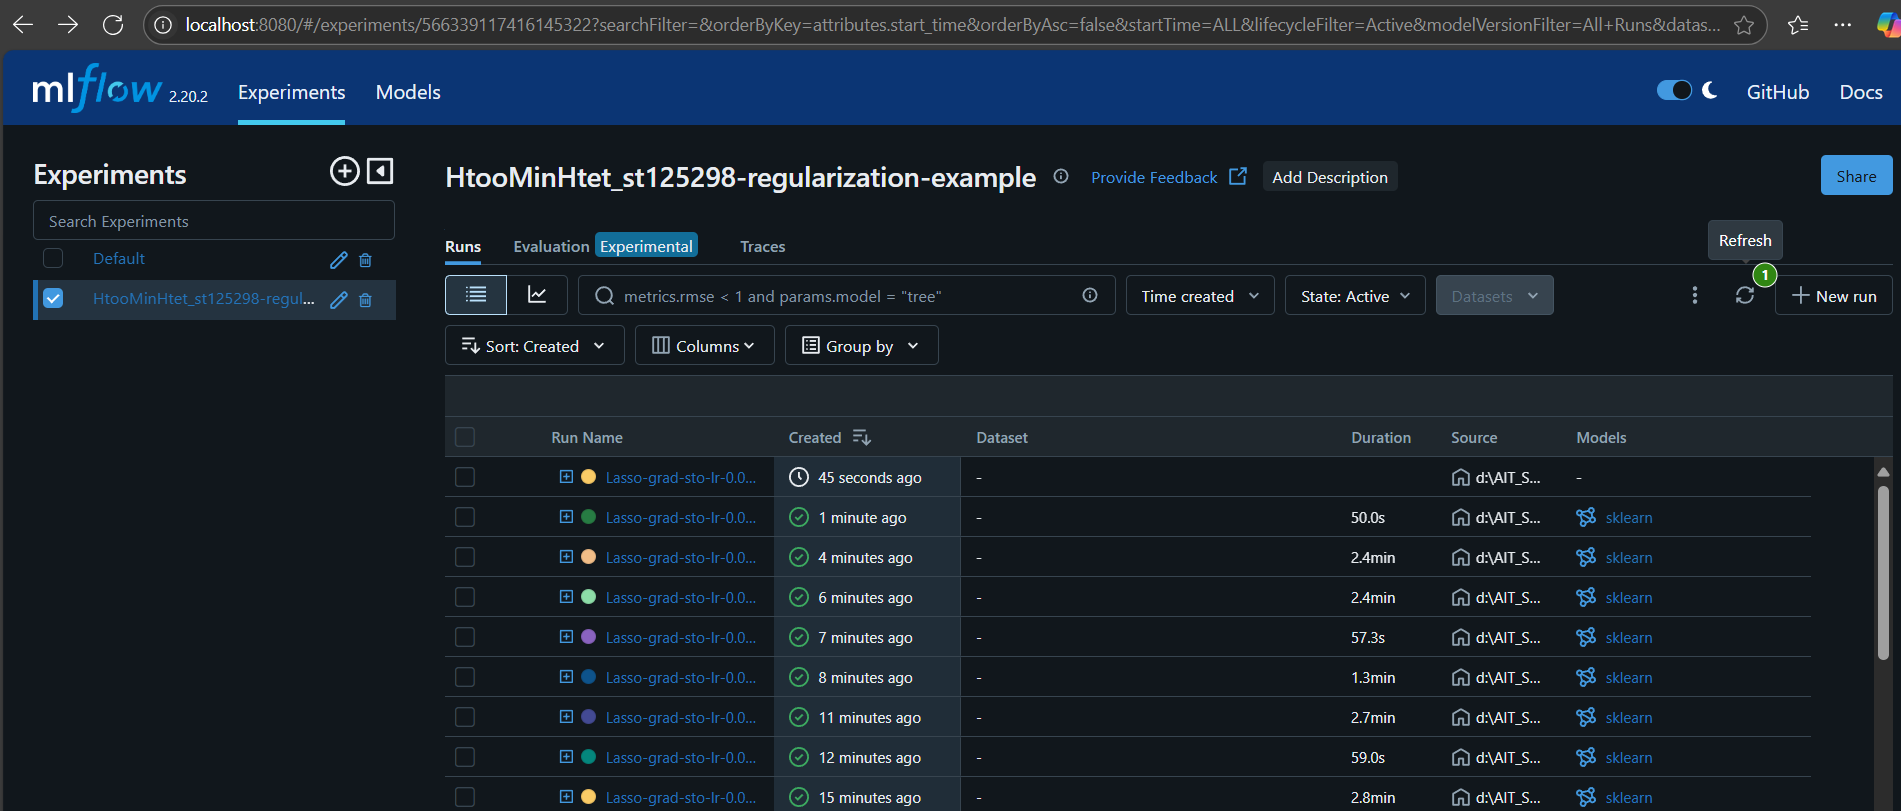 localhost:8080/#/experiments/566339117416145322?searchFilter=&orderByKey=attributes.start_time&orderByAsc=false&startTime=ALL&lifecycleFilter=Active&modelVersionFilter=All+Runs&datas...
mlflow 2.20.2 Experiments Models GitHub Docs
Experiments
Search Experiments
Default
HtooMinHtet_st125298-regul...
HtooMinHtet_st125298-regularization-example Provide Feedback Add Description Share
Runs Evaluation Experimental Traces
Refresh
1
metrics.rmse < 1 and params.model = "tree" Time created State: Active Datasets New run
Sort: Created Columns Group by
Run Name Created Dataset Duration Source Models
Lasso-grad-sto-lr-0.0... 45 seconds ago - d:\AIT_S... -
Lasso-grad-sto-lr-0.0... 1 minute ago - 50.0s d:\AIT_S... sklearn
Lasso-grad-sto-lr-0.0... 4 minutes ago - 2.4min d:\AIT_S... sklearn
Lasso-grad-sto-lr-0.0... 6 minutes ago - 2.4min d:\AIT_S... sklearn
Lasso-grad-sto-lr-0.0... 7 minutes ago - 57.3s d:\AIT_S... sklearn
Lasso-grad-sto-lr-0.0... 8 minutes ago - 1.3min d:\AIT_S... sklearn
Lasso-grad-sto-lr-0.0... 11 minutes ago - 2.7min d:\AIT_S... sklearn
Lasso-grad-sto-lr-0.0... 12 minutes ago - 59.0s d:\AIT_S... sklearn
Lasso-grad-sto-lr-0.0... 15 minutes ago - 2.8min d:\AIT_S... sklearn